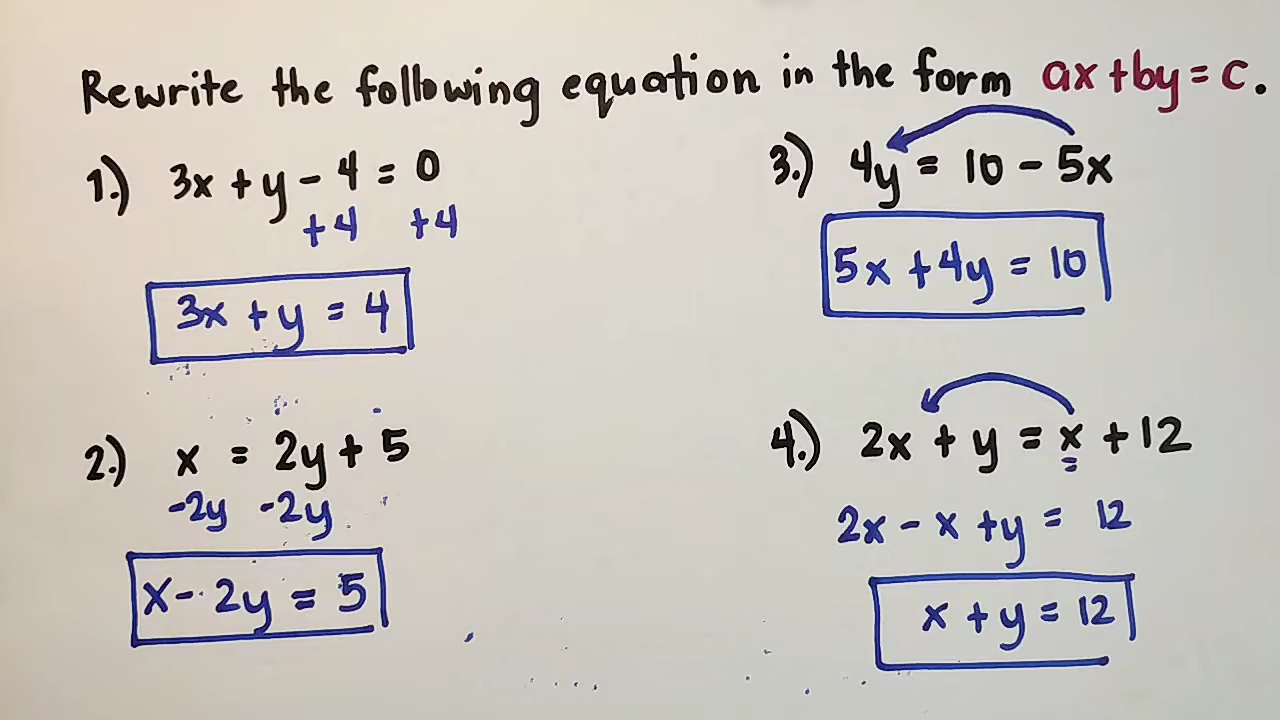 Rewrite the following equation in the form ax + by = c.
1.) 3x + y - 4 = 0
+4 +4
3x + y = 4
2.) x = 2y + 5
-2y -2y
x - 2y = 5
3.) 4y = 10 - 5x
5x + 4y = 10
4.) 2x + y = x + 12
2x - x + y = 12
x + y = 12